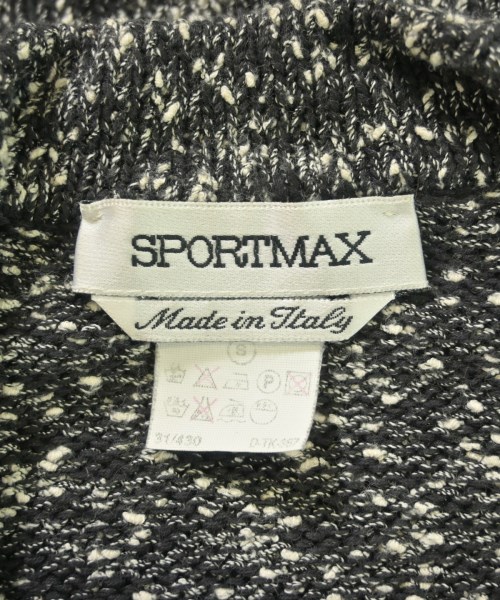 SPORTMAX
Made in Italy
S
P
31/430